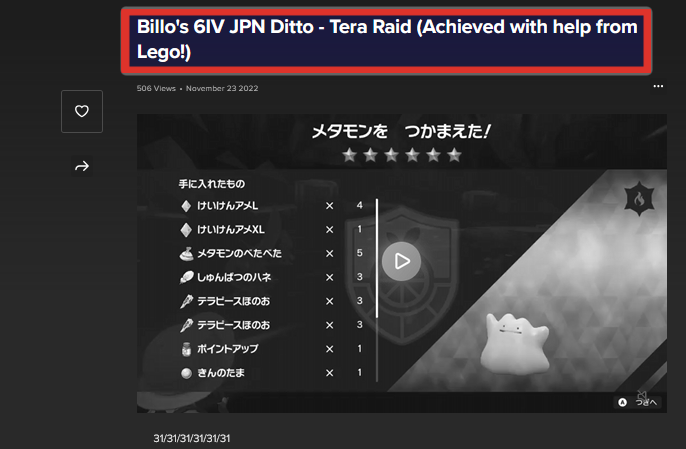 Billo's 6IV JPN Ditto - Tera Raid (Achieved with help from
Lego!)
506 Views • November 23 2022
メタモンを つかまえた!
手に入れたもの
けいけんアメL × 4
けいけんアメXL × 1
メタモンのべたべた × 5
しゅんぱつのハネ × 3
テラピースほのお × 3
テラピースほのお × 3
ポイントアップ × 1
きんのたま × 1
A つぎへ
31/31/31/31/31/31